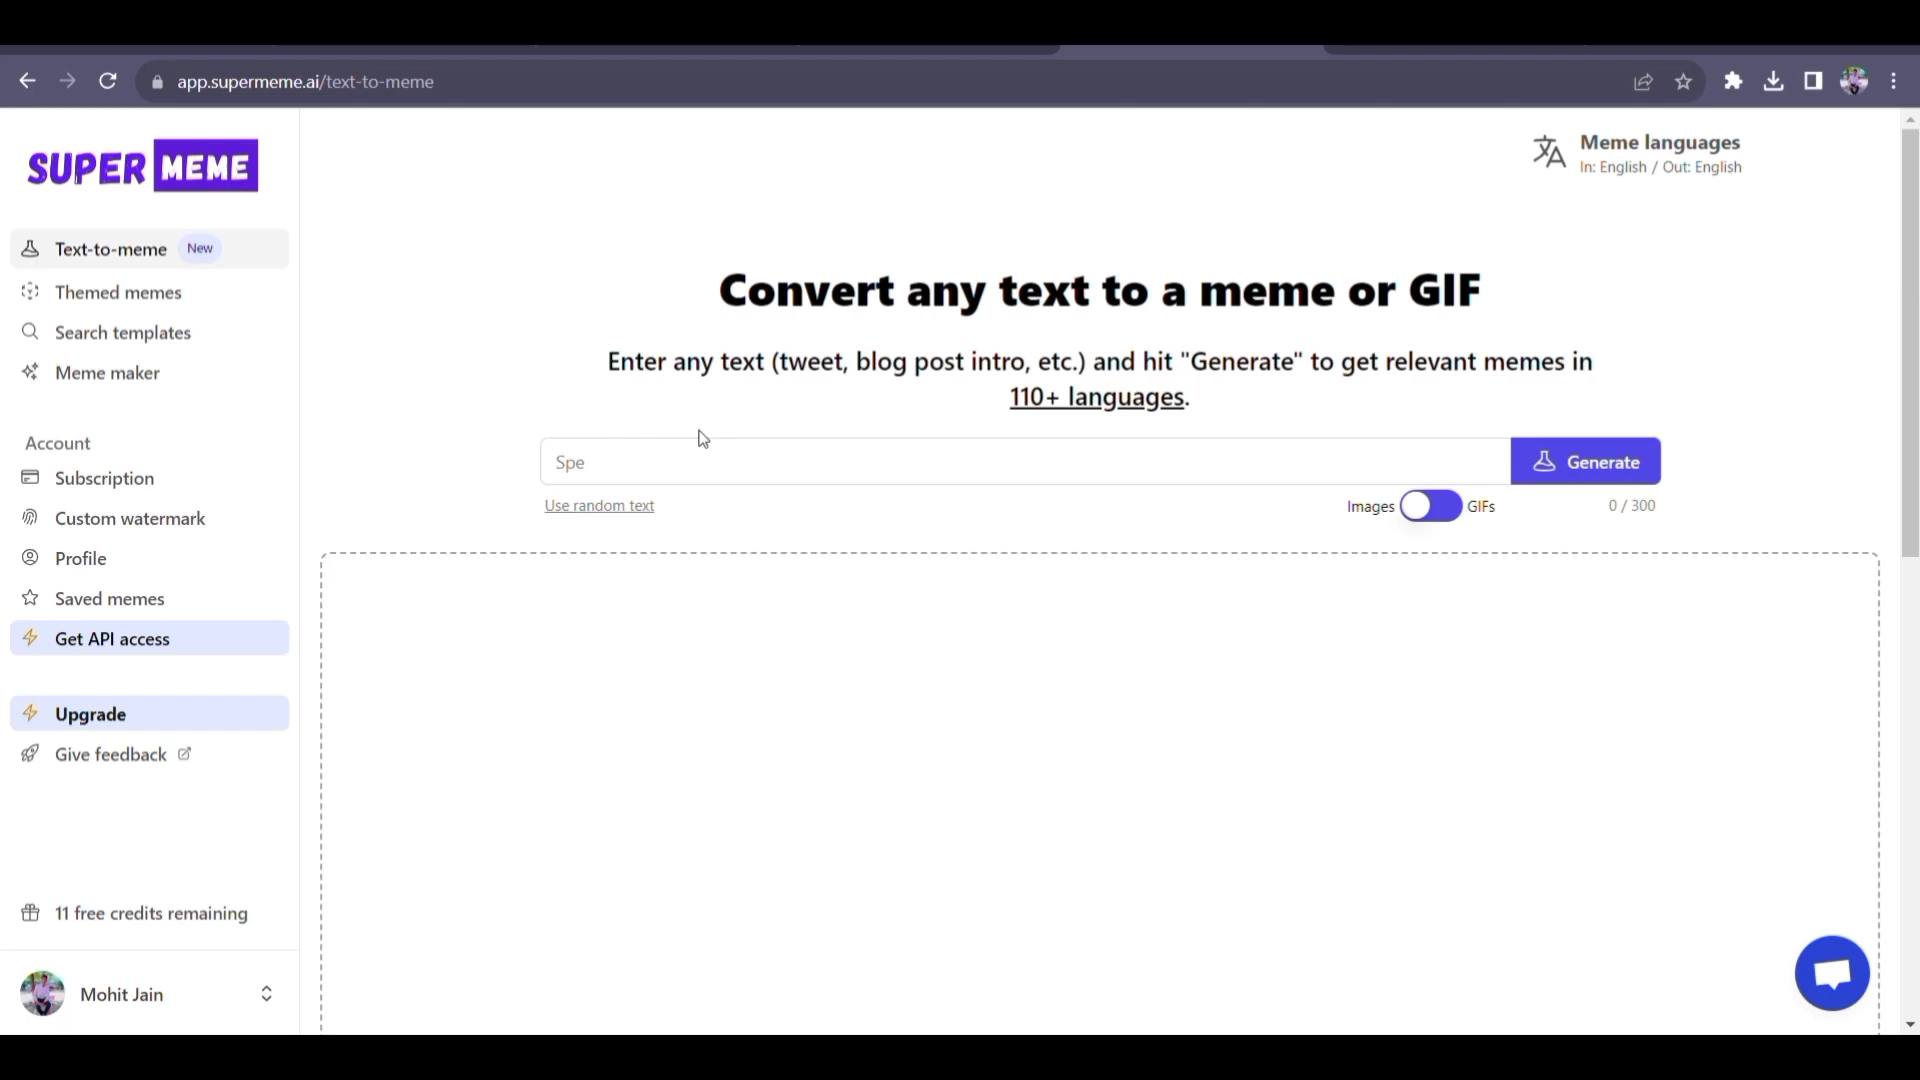 app.supermeme.ai/text-to-meme
SUPER MEME
Meme languages
In: English / Out: English
Text-to-meme New
Themed memes
Search templates
Meme maker
Account
Subscription
Custom watermark
Profile
Saved memes
Get API access
Upgrade
Give feedback
11 free credits remaining
Mohit Jain
Convert any text to a meme or GIF
Enter any text (tweet, blog post intro, etc.) and hit "Generate" to get relevant memes in
110+ languages.
Spe
Generate
Use random text
Images GIFs
0 / 300